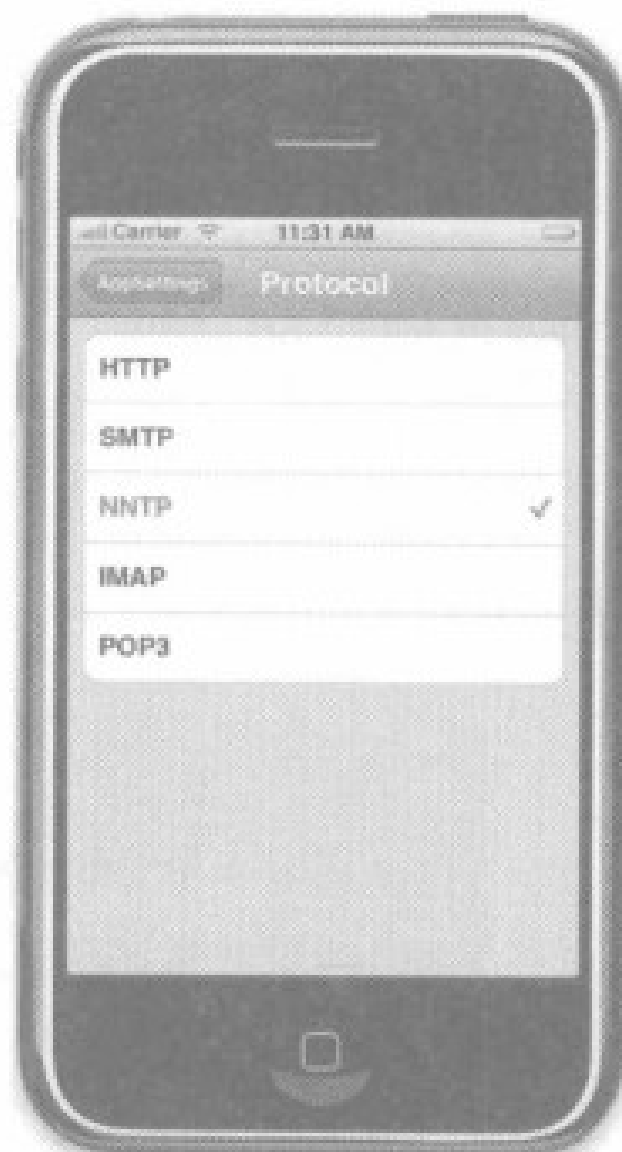 Carrier 11:31 AM
AppSettings Protocol
HTTP
SMTP
NNTP
IMAP
POP3